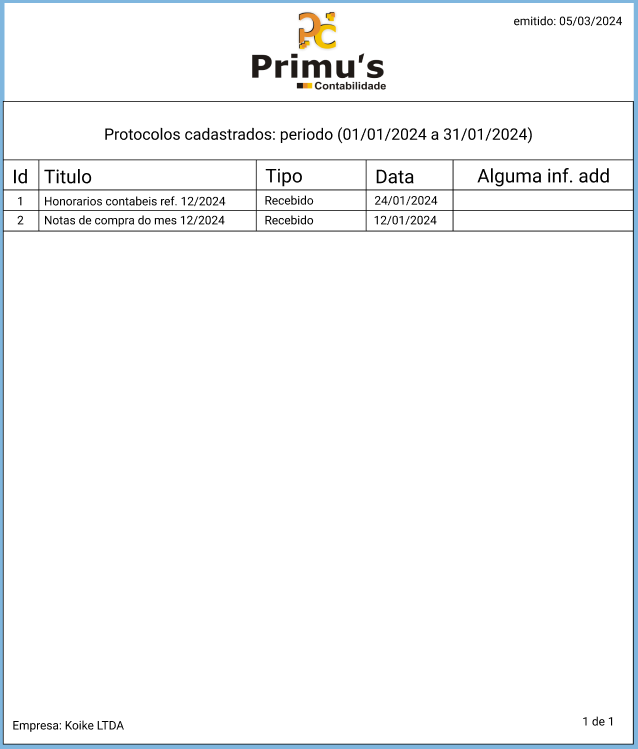 emitido: 05/03/2024
pc
Primu's
Contabilidade
Protocolos cadastrados: periodo (01/01/2024 a 31/01/2024)
Id Titulo Tipo Data Alguma inf. add
1 Honorarios contabeis ref. 12/2024 Recebido 24/01/2024
2 Notas de compra do mes 12/2024 Recebido 12/01/2024
Empresa: Koike LTDA
1 de 1